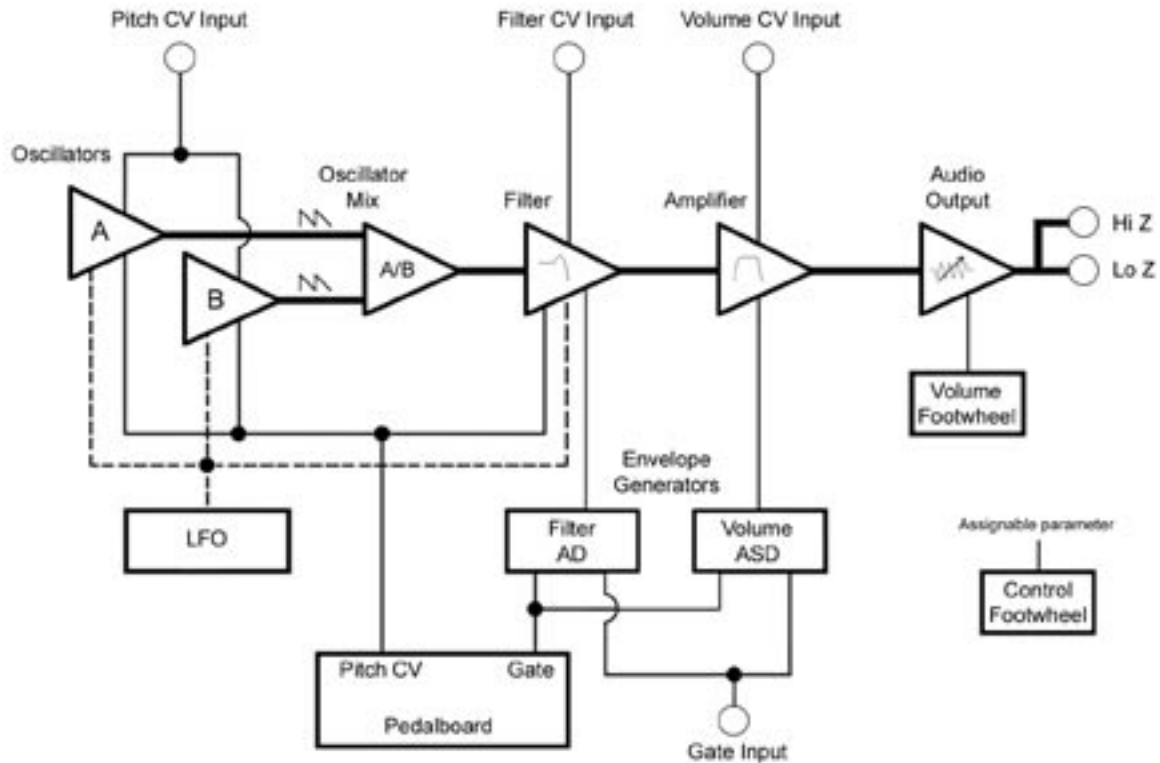 Pitch CV Input
Filter CV Input
Volume CV Input
Oscillators
Oscillator
Mix
Filter
Amplifier
Audio
Output
A
B
A/B
Hi Z
Lo Z
Volume
Footwheel
Envelope
Generators
LFO
Filter
AD
Volume
ASD
Assignable parameter
Control
Footwheel
Pitch CV
Gate
Pedalboard
Gate Input